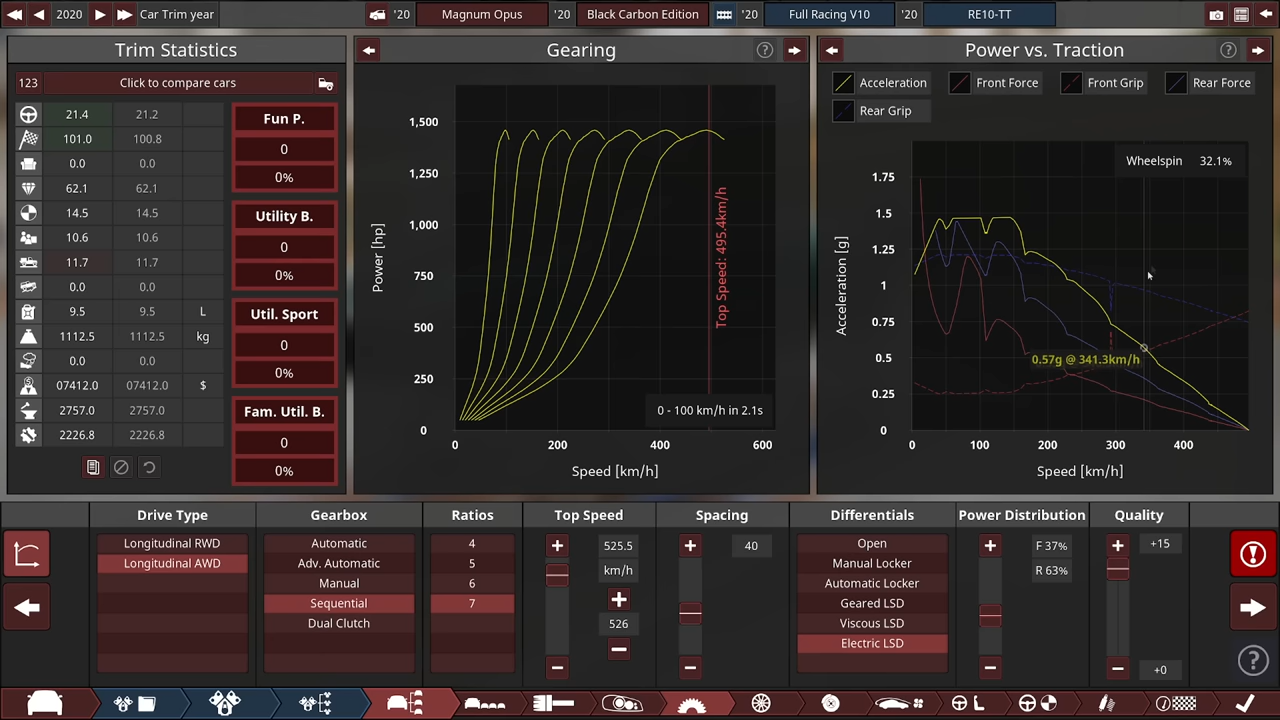 2020 Car Trim year '20 Magnum Opus '20 Black Carbon Edition '20 Full Racing V10 '20 RE10-TT
Trim Statistics
123 Click to compare cars
21.4 21.2
101.0 100.8
0.0 0.0
62.1 62.1
14.5 14.5
10.6 10.6
11.7 11.7
0.0 0.0
9.5 9.5 L
1112.5 1112.5 kg
0.0 0.0
07412.0 07412.0 $
2757.0 2757.0
2226.8 2226.8
Fun P.
0
0%
Utility B.
0
0%
Util. Sport
0
0%
Fam. Util. B.
0
0%
Gearing ?
Power [hp]
1,500
1,250
1,000
750
500
250
0
0 200 400 600
Speed [km/h]
Top Speed: 495.4km/h
0 - 100 km/h in 2.1s
Power vs. Traction ?
Acceleration Front Force Front Grip Rear Force
Rear Grip
Wheelspin 32.1%
Acceleration [g]
1.75
1.5
1.25
1
0.75
0.5
0.25
0
0.57g @ 341.3km/h
0 100 200 300 400
Speed [km/h]
Drive Type
Longitudinal RWD
Longitudinal AWD
Gearbox
Automatic
Adv. Automatic
Manual
Sequential
Dual Clutch
Ratios
4
5
6
7
Top Speed
525.5
km/h
526
Spacing
40
Differentials
Open
Manual Locker
Automatic Locker
Geared LSD
Viscous LSD
Electric LSD
Power Distribution
F 37%
R 63%
Quality
+15
+0
?